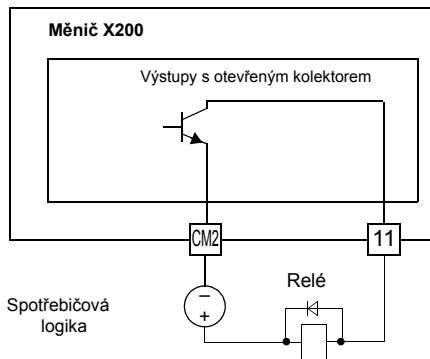 Měnič X200
Výstupy s otevřeným kolektorem
CM2
11
–
+
Relé
Spotřebičová
logika